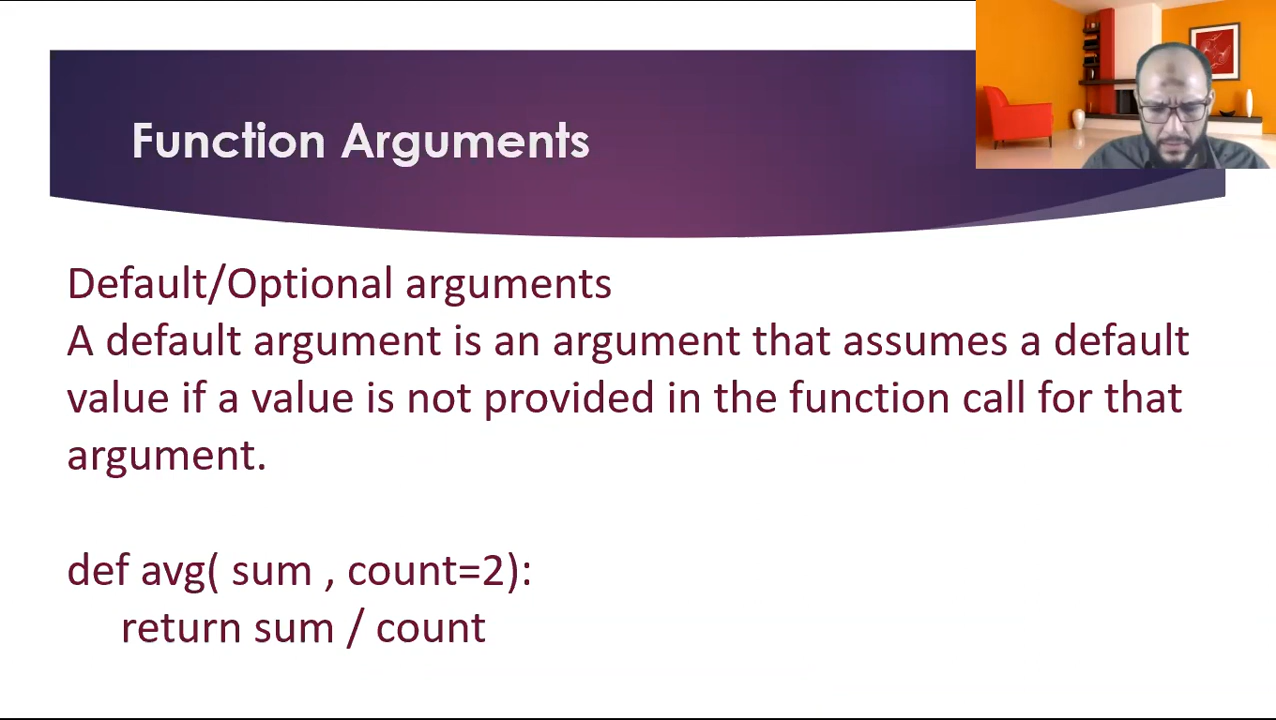 Function Arguments
Default/Optional arguments
A default argument is an argument that assumes a default
value if a value is not provided in the function call for that
argument.
def avg( sum , count=2):
return sum / count